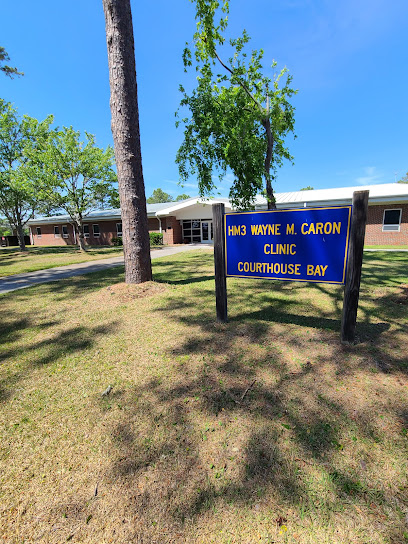 HM3 WAYNE M. CARON
CLINIC
COURTHOUSE BAY